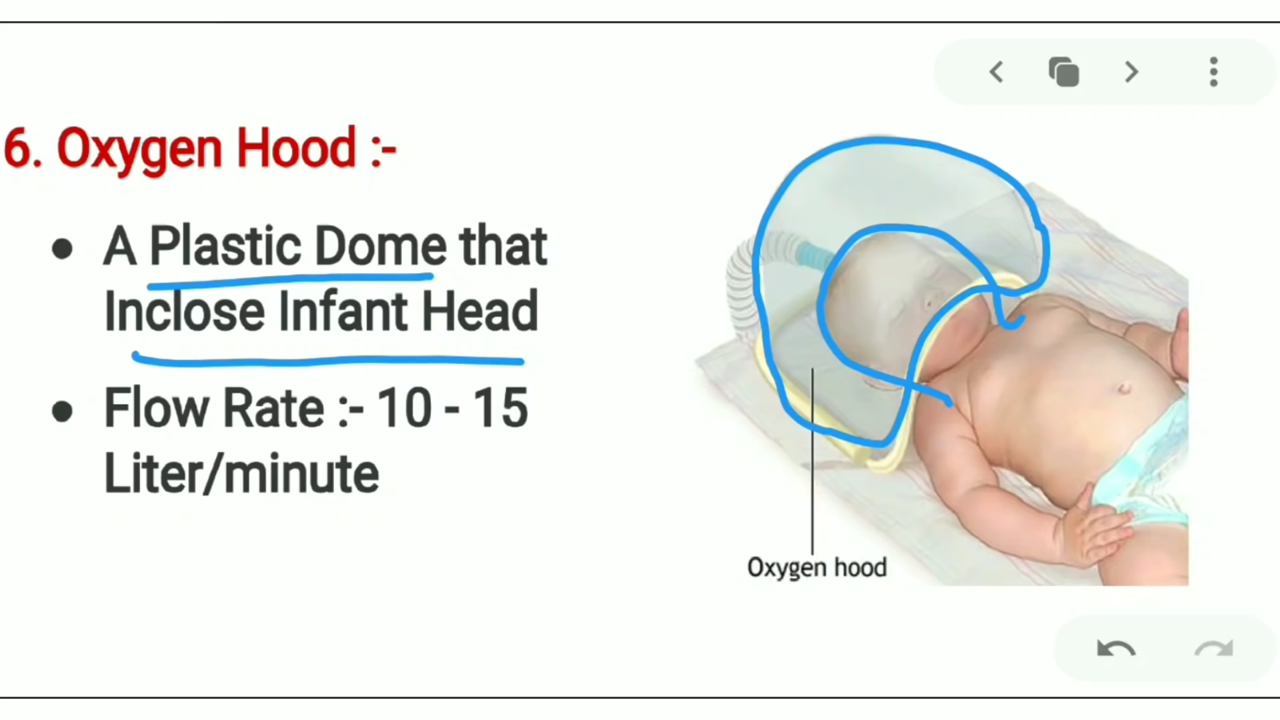 6. Oxygen Hood :-
● A Plastic Dome that
Inclose Infant Head
● Flow Rate :- 10 - 15
Liter/minute
Oxygen hood